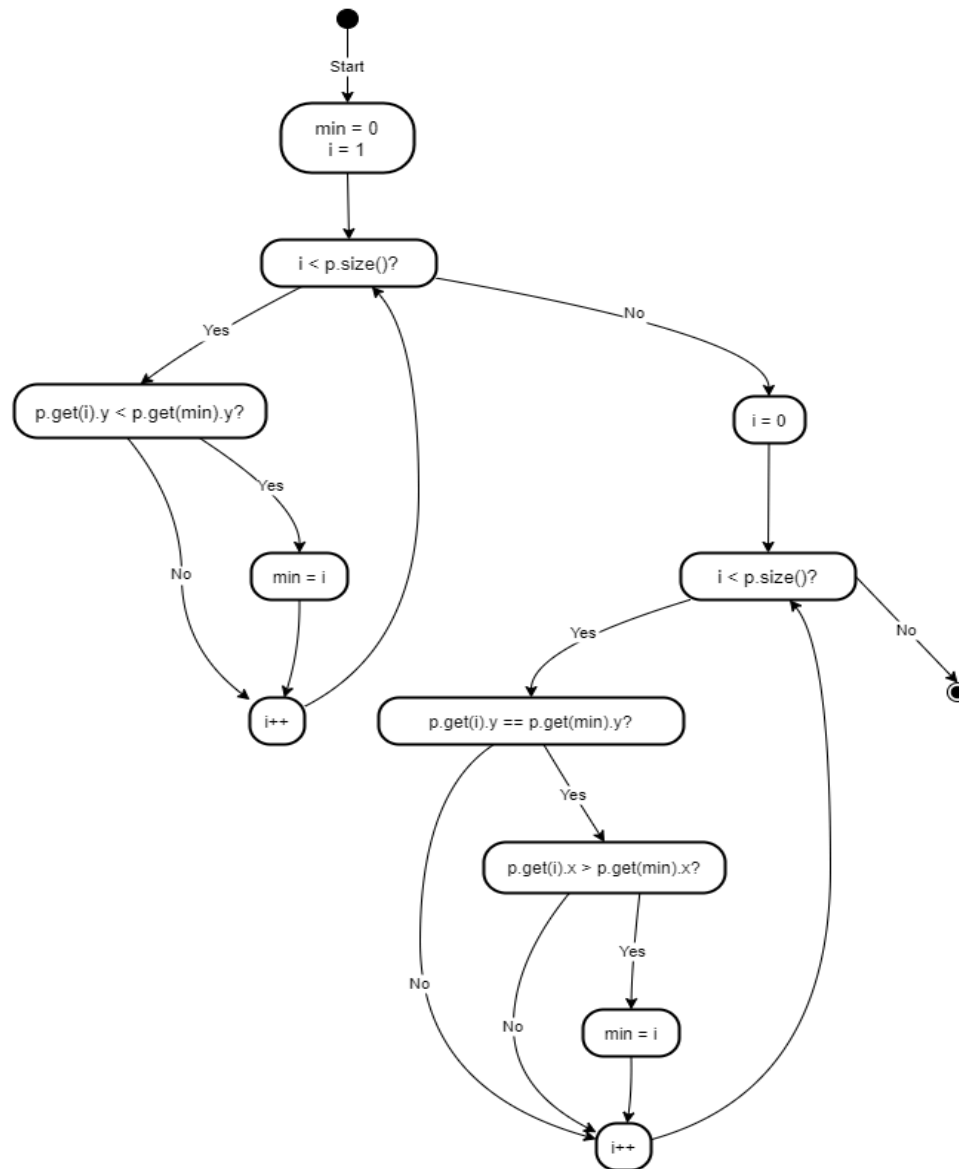 Start
min = 0
i = 1
i < p.size()?
No
Yes
p.get(i).y < p.get(min).y?
i = 0
Yes
min = i
No
i < p.size()?
No
Yes
i++
p.get(i).y == p.get(min).y?
Yes
p.get(i).x > p.get(min).x?
Yes
No
No
min = i
i++